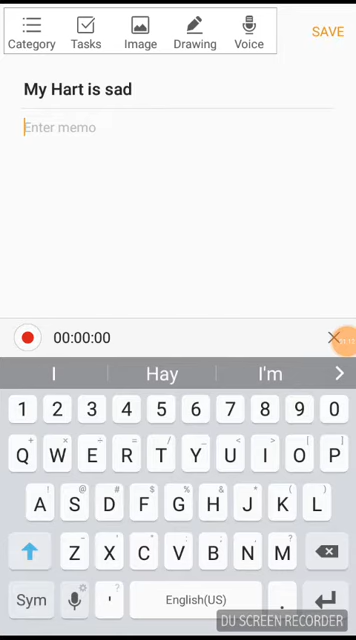 Category Tasks Image Drawing Voice SAVE
My Hart is sad
Enter memo
00:00:00
I Hay I'm
1 2 3 4 5 6 7 8 9 0
Q W E R T Y U I O P
A S D F G H J K L
Z X C V B N M
Sym ' English(US) .
DU SCREEN RECORDER